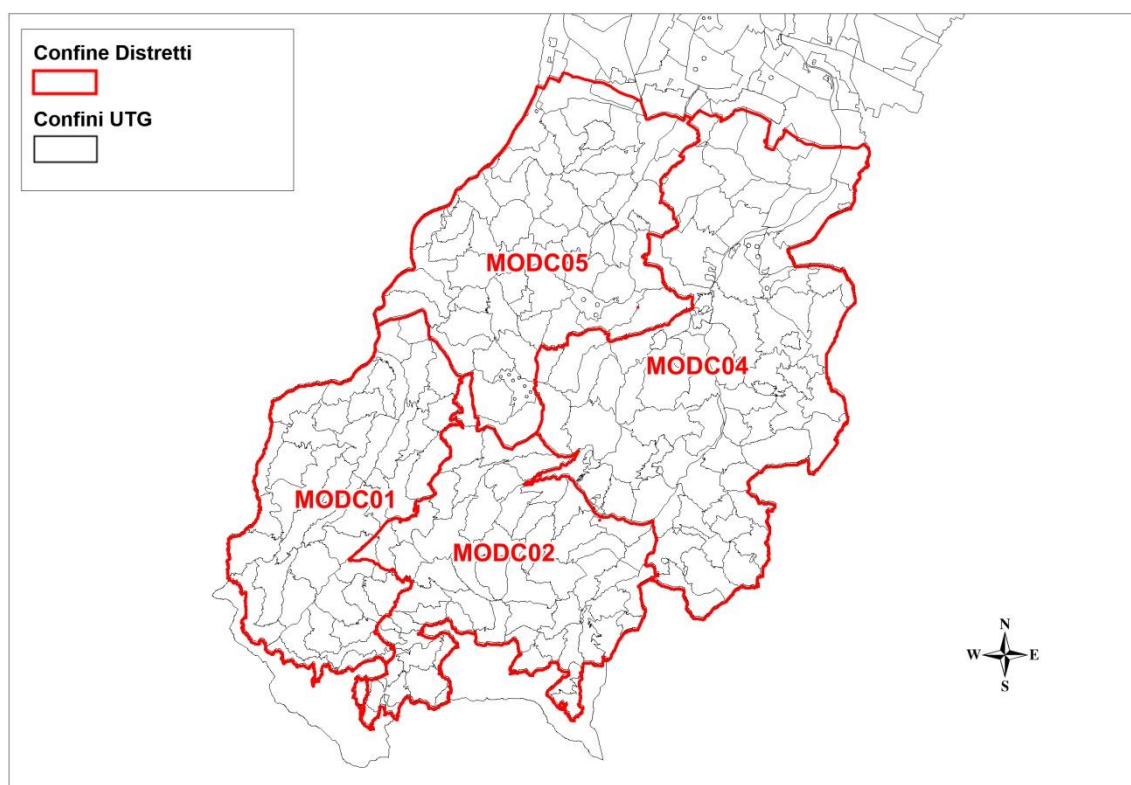 Confine Distretti
Confini UTG
MODC05
MODC04
MODC01
MODC02
N
W E
S